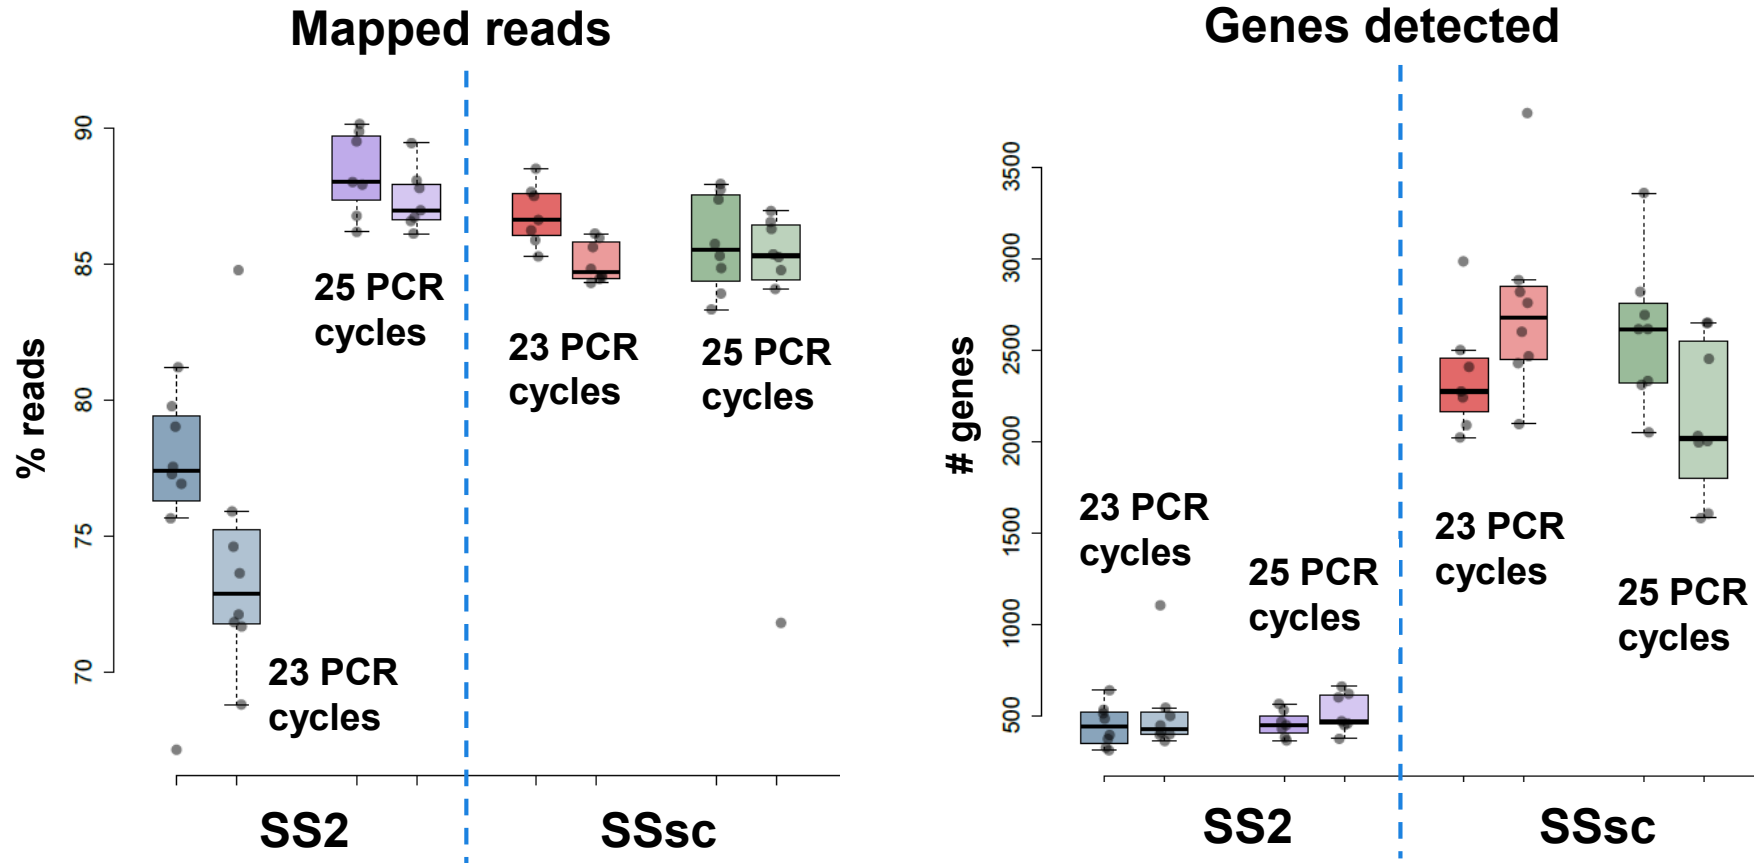 Mapped reads
% reads
90
85
80
75
70
25 PCR
cycles
23 PCR
cycles
25 PCR
cycles
23 PCR
cycles
SS2
SSsc
Genes detected
# genes
3500
3000
2500
2000
1500
1000
500
23 PCR
cycles
25 PCR
cycles
23 PCR
cycles
25 PCR
cycles
SS2
SSsc